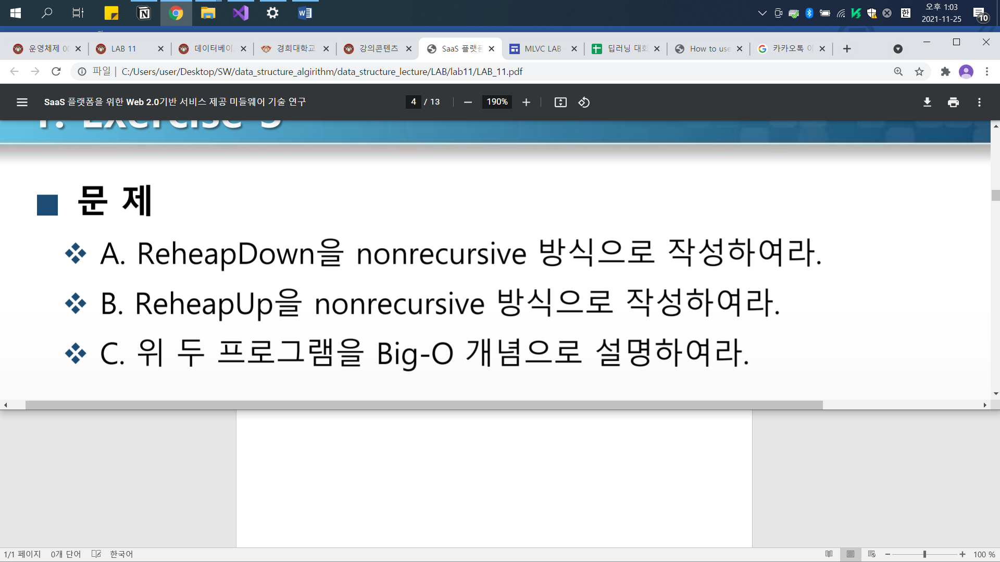 오후 1:03
2021-11-25
10
운영체제 00
LAB 11
데이터베이스
경희대학교
강의콘텐츠
SaaS 플랫폼
MLVC LAB
딥러닝 대회
How to use
카카오톡 이
파일 | C:/Users/user/Desktop/SW/data_structure_algirithm/data_structure_lecture/LAB/lab11/LAB_11.pdf
SaaS 플랫폼을 위한 Web 2.0기반 서비스 제공 미들웨어 기술 연구
4 / 13
190%
1. Exercise 5
문 제
A. ReheapDown을 nonrecursive 방식으로 작성하여라.
B. ReheapUp을 nonrecursive 방식으로 작성하여라.
C. 위 두 프로그램을 Big-O 개념으로 설명하여라.
1/1 페이지 0개 단어 한국어
100 %